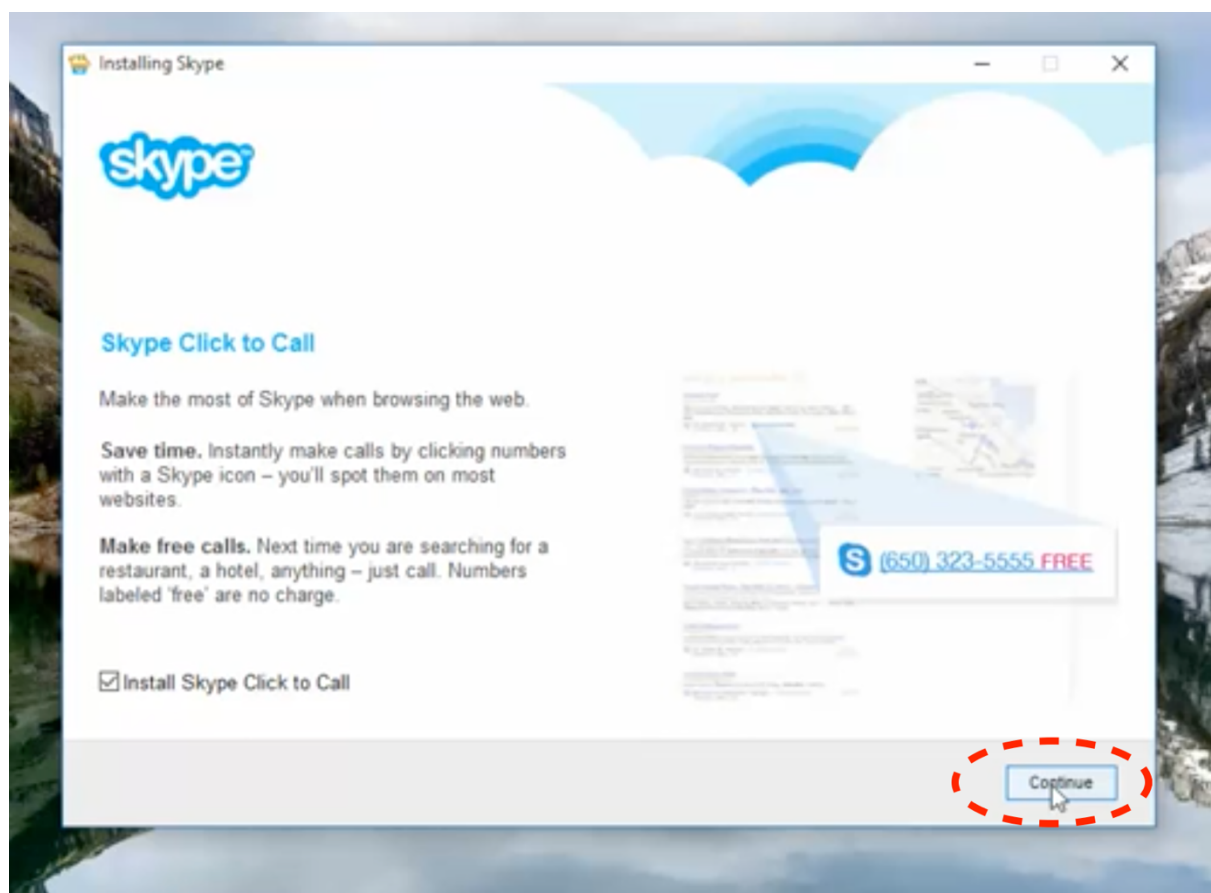 Installing Skype
skype
Skype Click to Call
Make the most of Skype when browsing the web.
Save time. Instantly make calls by clicking numbers
with a Skype icon – you'll spot them on most
websites.
Make free calls. Next time you are searching for a
restaurant, a hotel, anything – just call. Numbers
labeled 'free' are no charge.
S (650) 323-5555 FREE
Install Skype Click to Call
Continue